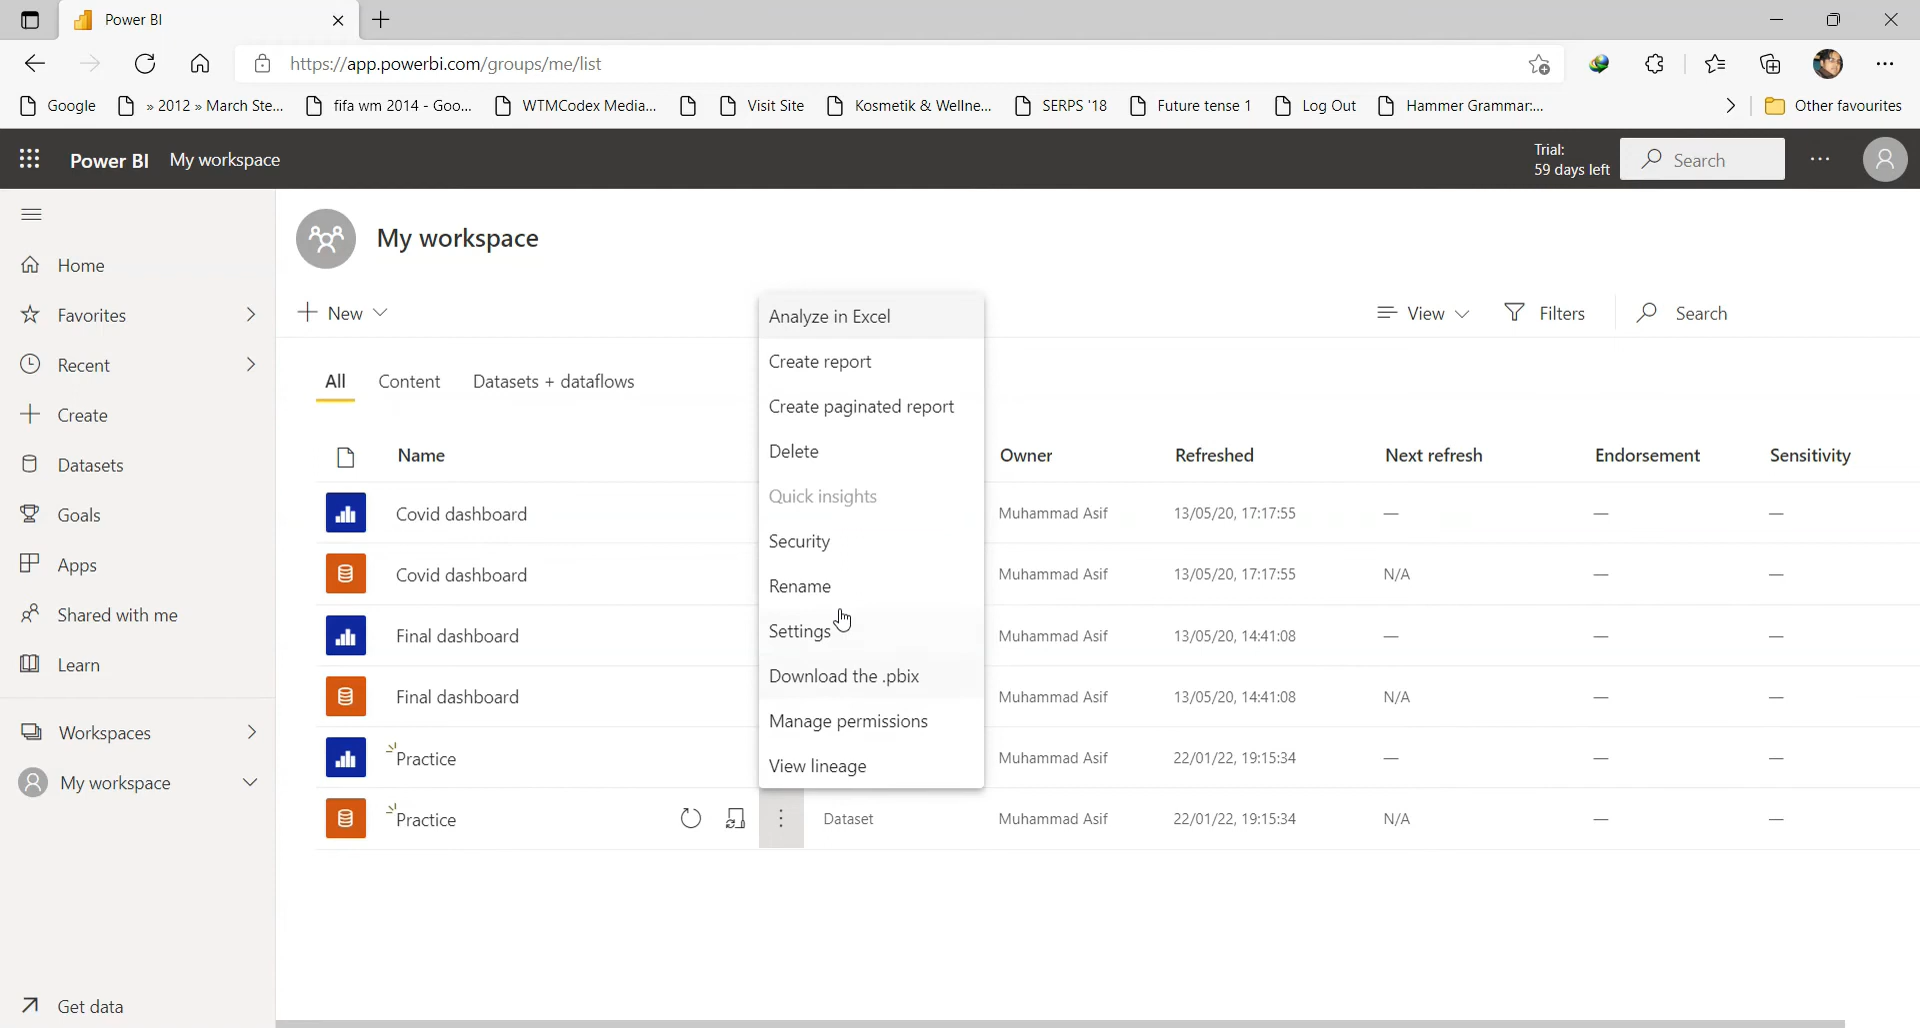 Power BI
https://app.powerbi.com/groups/me/list
Google
» 2012 » March Ste...
fifa wm 2014 - Goo...
WTMCodex Media...
Visit Site
Kosmetik & Wellne...
SERPS '18
Future tense 1
Log Out
Hammer Grammar:...
Other favourites
Power BI My workspace
Trial:
59 days left
Search
Home
Favorites
Recent
Create
Datasets
Goals
Apps
Shared with me
Learn
Workspaces
My workspace
Get data
My workspace
New
View
Filters
Search
All Content Datasets + dataflows
Analyze in Excel
Create report
Create paginated report
Delete
Quick insights
Security
Rename
Settings
Download the .pbix
Manage permissions
View lineage
Name Owner Refreshed Next refresh Endorsement Sensitivity
Covid dashboard Muhammad Asif 13/05/20, 17:17:55 — — —
Covid dashboard Muhammad Asif 13/05/20, 17:17:55 N/A — —
Final dashboard Muhammad Asif 13/05/20, 14:41:08 — — —
Final dashboard Muhammad Asif 13/05/20, 14:41:08 N/A — —
Practice Muhammad Asif 22/01/22, 19:15:34 — — —
Practice Dataset Muhammad Asif 22/01/22, 19:15:34 N/A — —